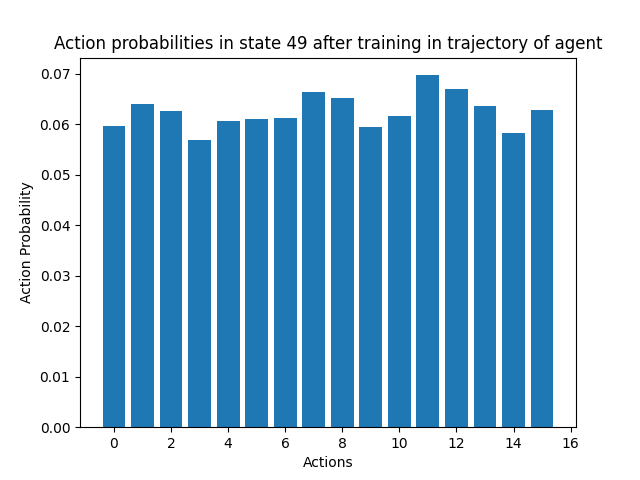 Action probabilities in state 49 after training in trajectory of agent
0.07
0.06
0.05
0.04
0.03
0.02
0.01
0.00
Action Probability
0 2 4 6 8 10 12 14 16
Actions